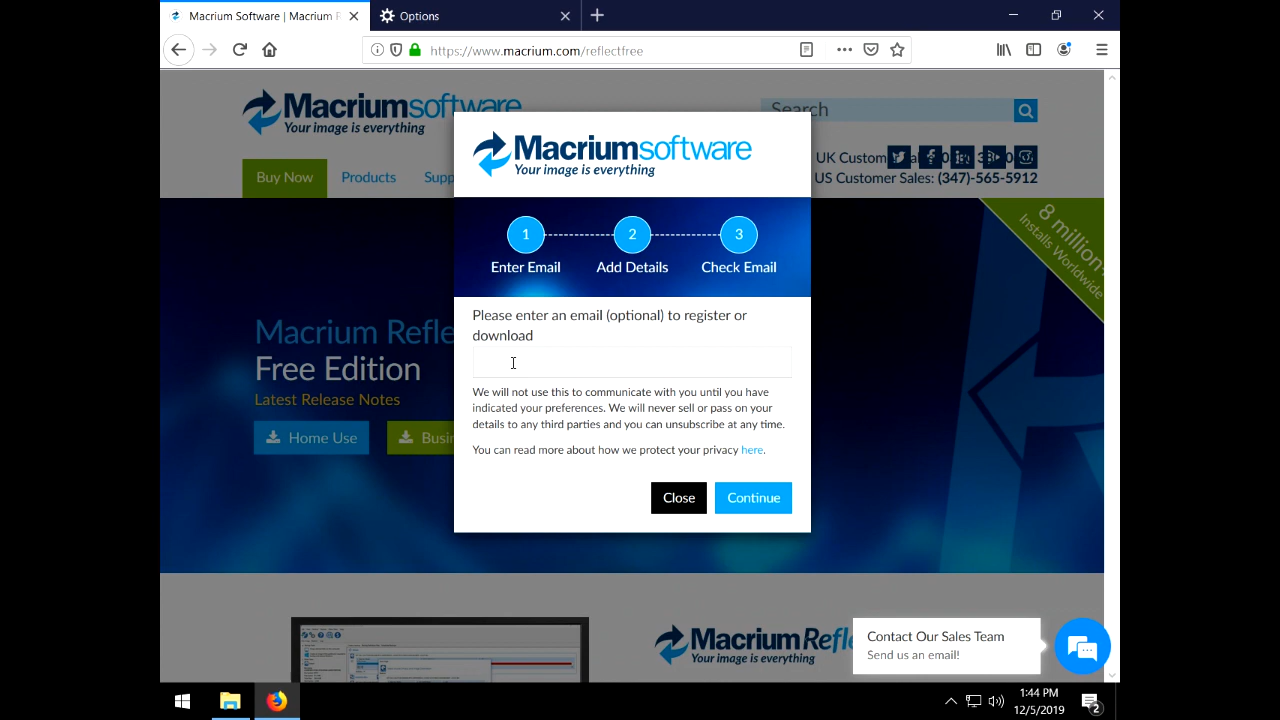 Macrium Software | Macrium R
Options
https://www.macrium.com/reflectfree
Macriumsoftware
Your image is everything
Search
UK Customer
US Customer Sales: (347)-565-5912
Buy Now
Products
Supp
Macriumsoftware
Your image is everything
1
2
3
Enter Email
Add Details
Check Email
8 million+
Installs Worldwide
Please enter an email (optional) to register or
download
Macrium Refle
Free Edition
Latest Release Notes
Home Use
Busi
We will not use this to communicate with you until you have
indicated your preferences. We will never sell or pass on your
details to any third parties and you can unsubscribe at any time.
You can read more about how we protect your privacy here.
Close
Continue
MacriumRefle
Your image is everything
Contact Our Sales Team
Send us an email!
1:44 PM
12/5/2019
2